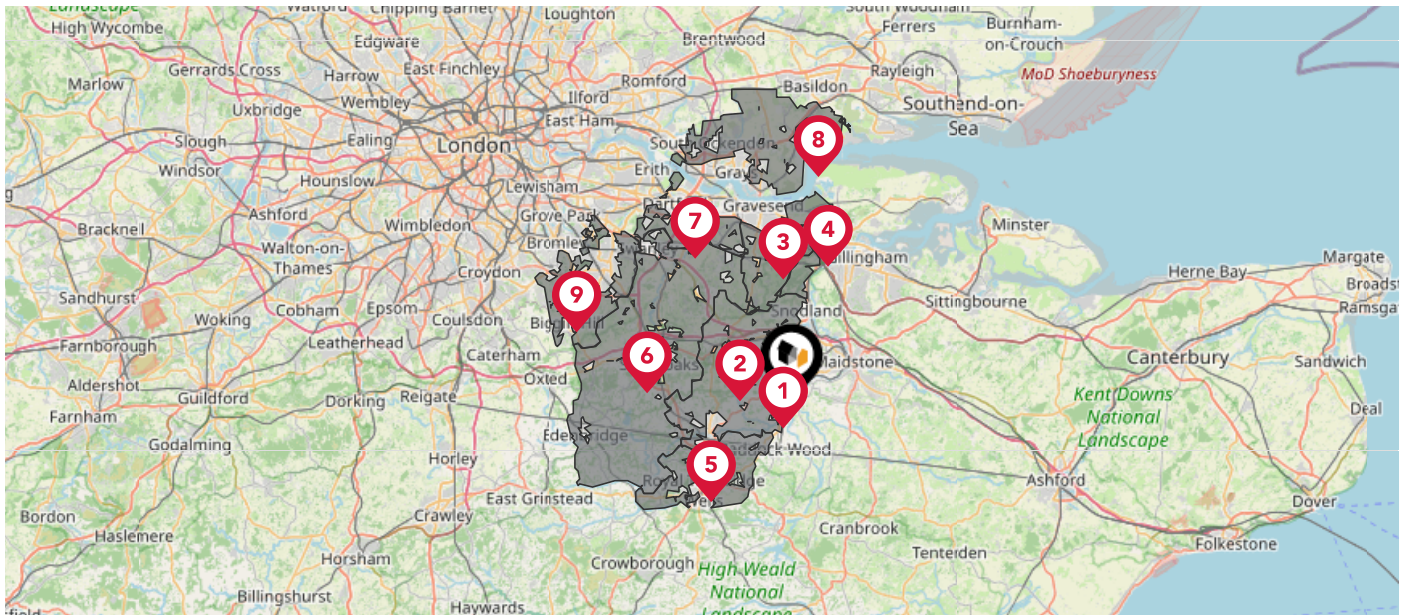 Landscape
Watford
Chipping Barnet
Loughton
South Woodham
Ferrers
Burnham-
on-Crouch
High Wycombe
Edgware
Brentwood
Marlow
Gerrards Cross
Harrow
East Finchley
Romford
Rayleigh
MoD Shoeburyness
Basildon
Uxbridge
Wembley
Ilford
East Ham
Southend-on-
Sea
Slough
Ealing
London
8
Windsor
Erith
Grays
Hounslow
Lewisham
Ashford
Wimbledon
Grove Park
Gravesend
Bracknell
Minster
7
4
3
Walton-on-
Thames
Bromley
Croydon
Herne Bay
Margate
Sandhurst
Cobham
Epsom
9
Sittingbourne
Woking
Coulsdon
Snodland
Farnborough
Leatherhead
Caterham
6
2
Maidstone
Canterbury
Sandwich
Oxted
Aldershot
Guildford
Dorking
Reigate
1
Kent Downs
National
Landscape
Farnham
Deal
Godalming
Edenbridge
Horley
5
Ashford
Dover
East Grinstead
Bordon
Crawley
Haslemere
Cranbrook
Folkestone
Horsham
Crowborough
Tenterden
High Weald
National
Landscape
Billingshurst
Haywards